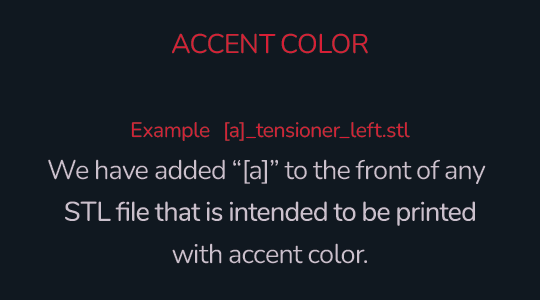 ACCENT COLOR
Example [a]_tensioner_left.stl
We have added “[a]” to the front of any
STL file that is intended to be printed
with accent color.